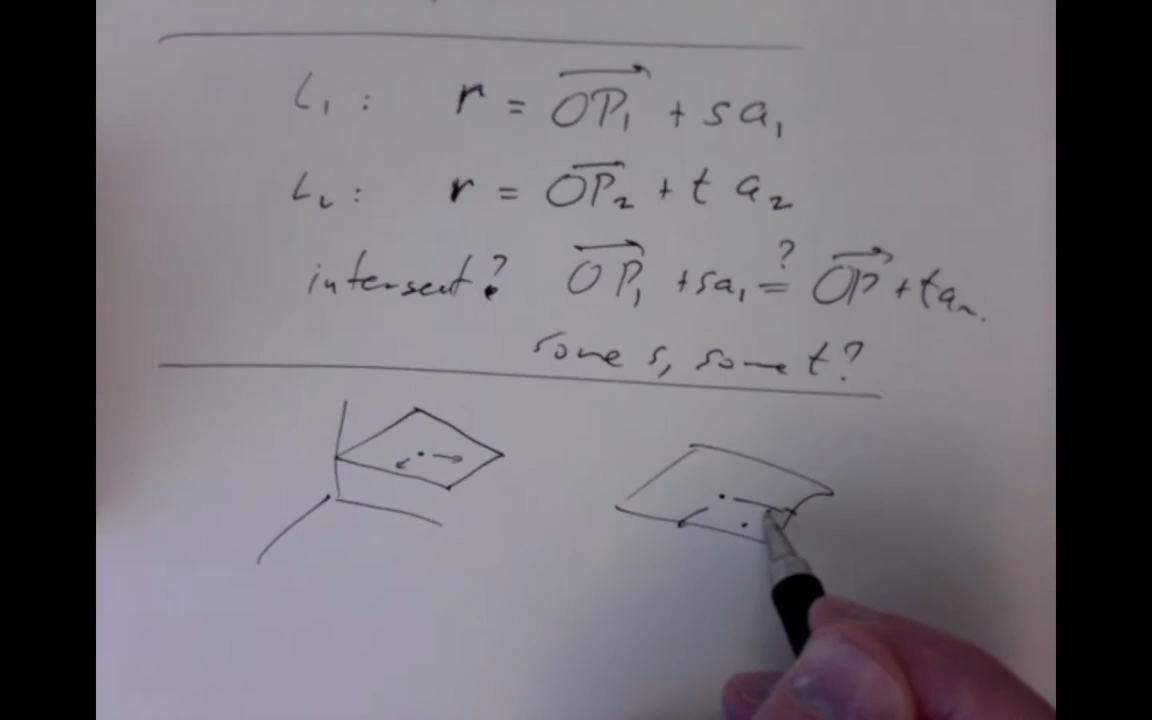 L₁ : r = OP₁ + s a₁
L₂ : r = OP₂ + t a₂
intersect? OP₁ + sa₁ ?= OP + ta₂.
some s, some t?